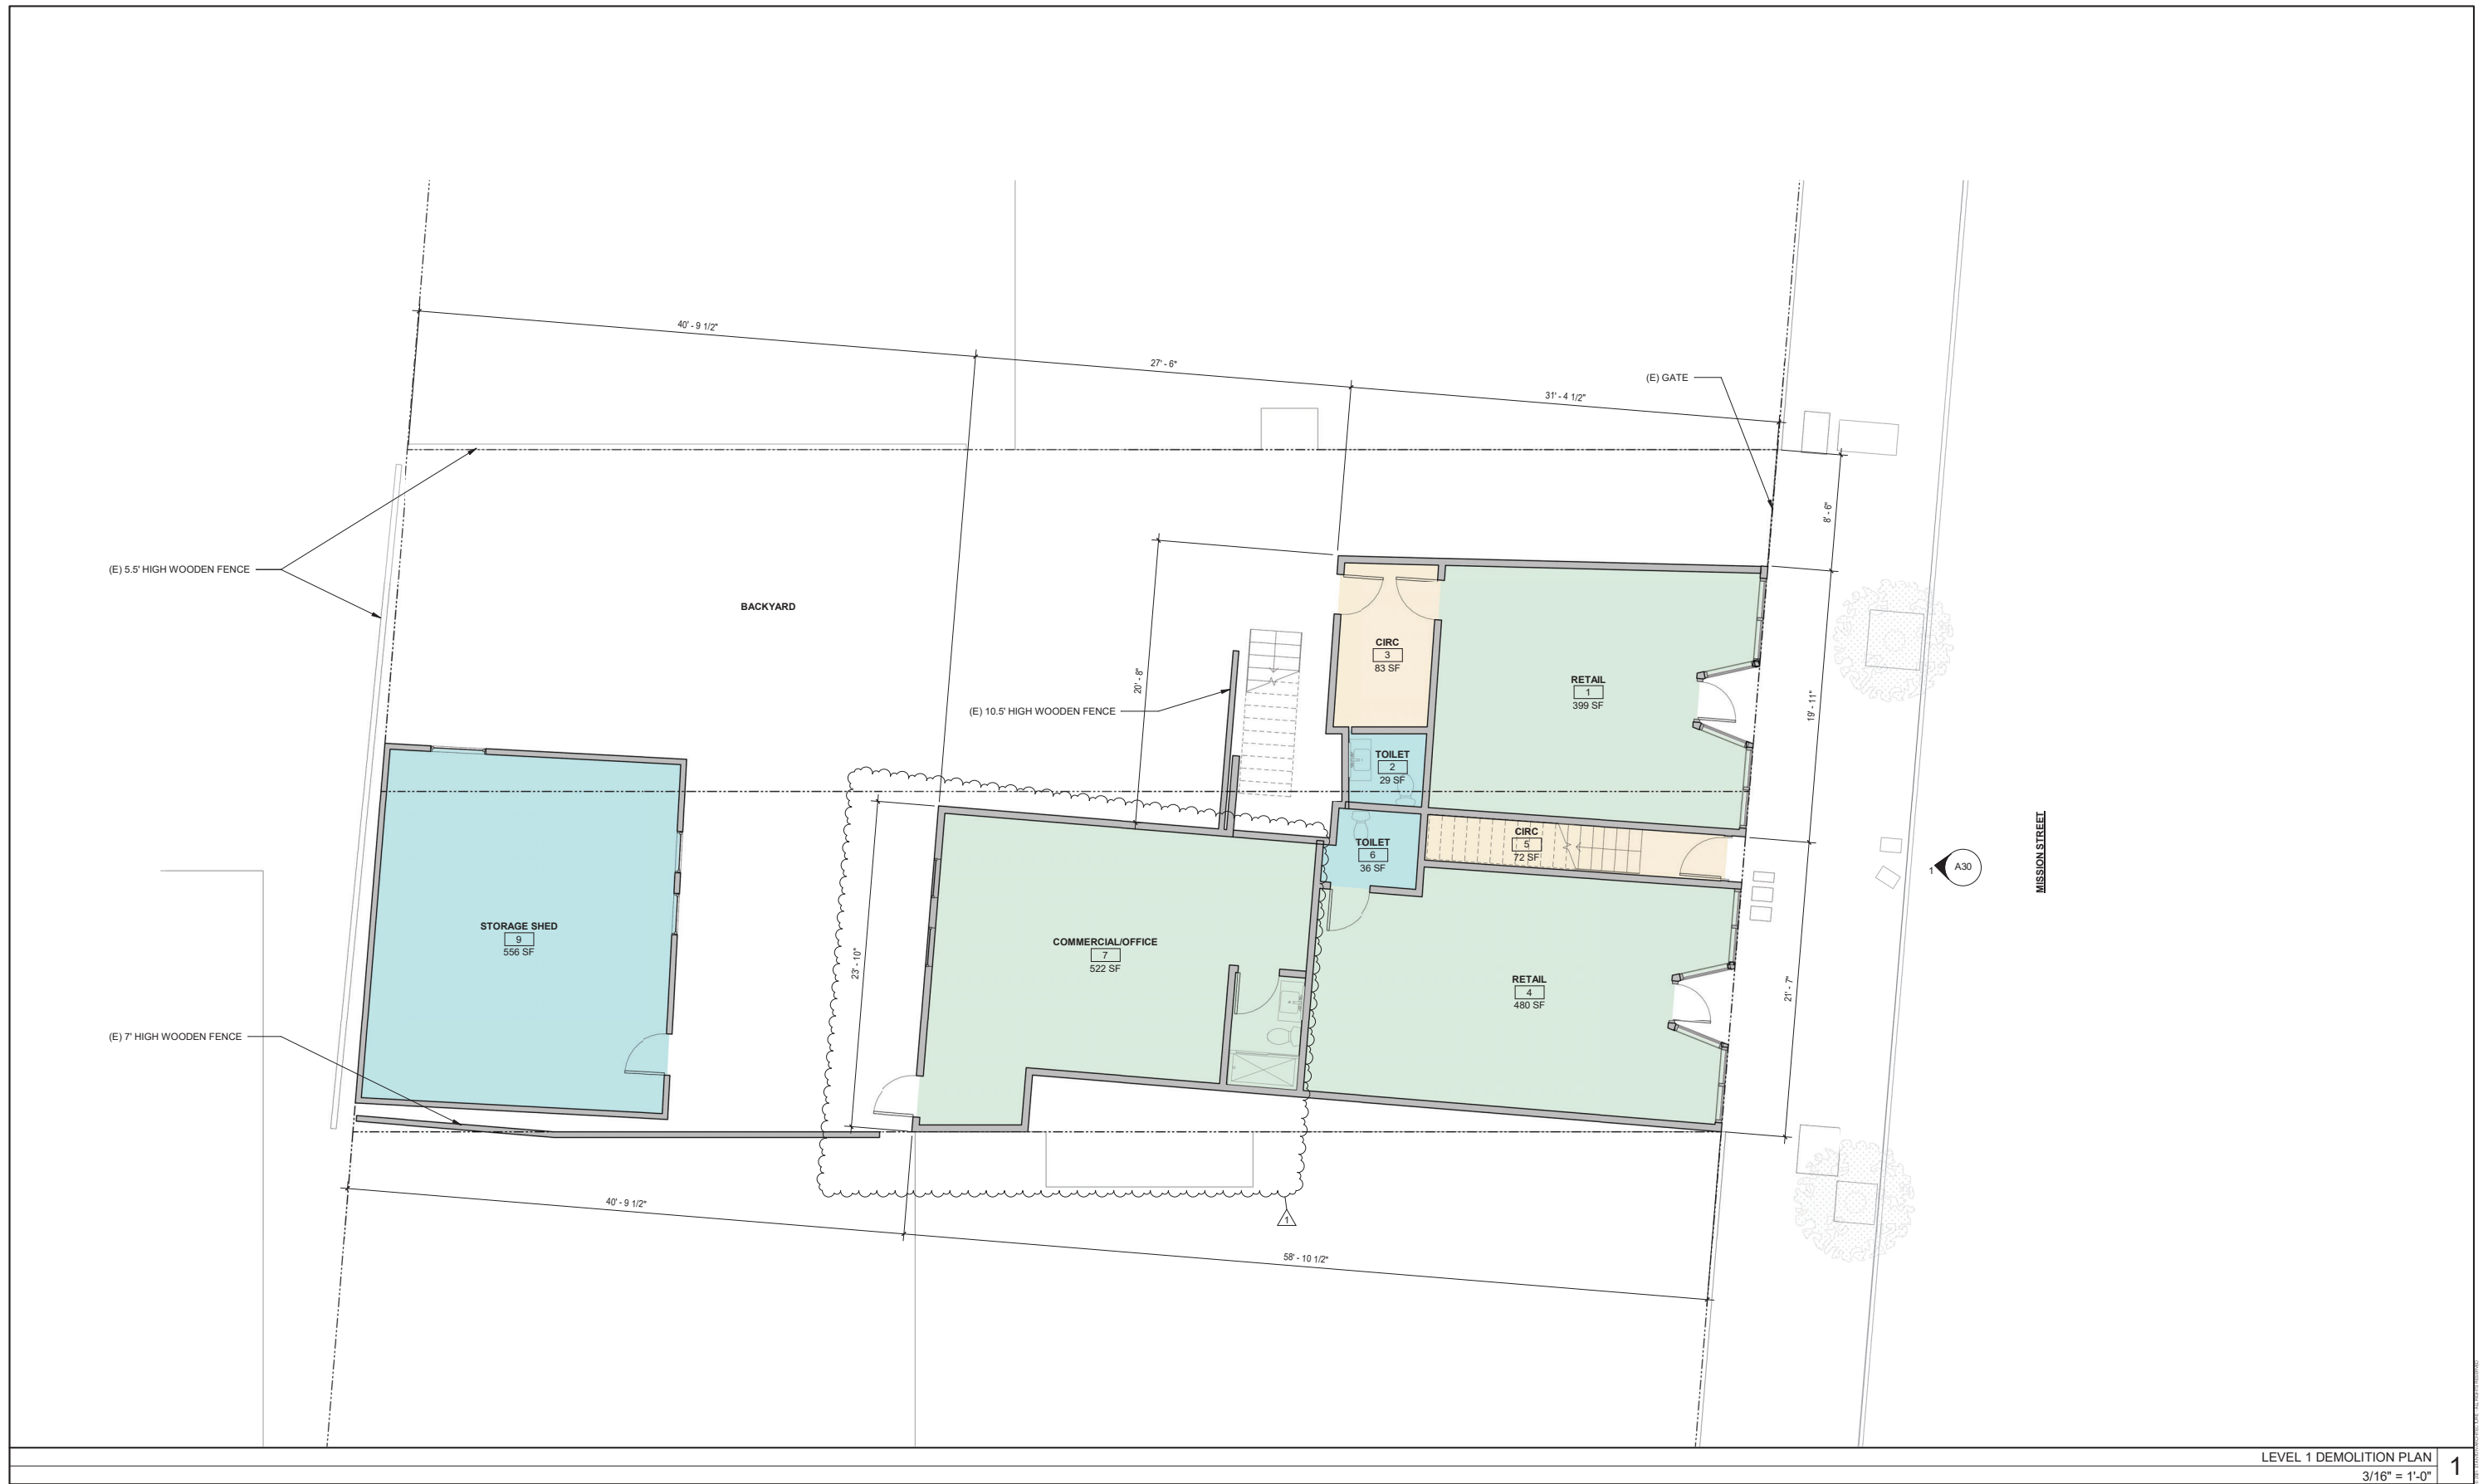 40' - 9 1/2"
27' - 6"
31' - 4 1/2"
(E) GATE
8' - 6"
(E) 5.5' HIGH WOODEN FENCE
BACKYARD
CIRC
3
83 SF
20' - 8"
(E) 10.5' HIGH WOODEN FENCE
RETAIL
1
399 SF
19' - 11"
TOILET
2
29 SF
CIRC
5
72 SF
TOILET
6
36 SF
MISSION STREET
1
A30
STORAGE SHED
9
556 SF
23' - 10"
COMMERCIAL/OFFICE
7
522 SF
RETAIL
4
480 SF
21' - 7"
(E) 7' HIGH WOODEN FENCE
40' - 9 1/2"
1
58' - 10 1/2"
LEVEL 1 DEMOLITION PLAN
3/16" = 1'-0"
1